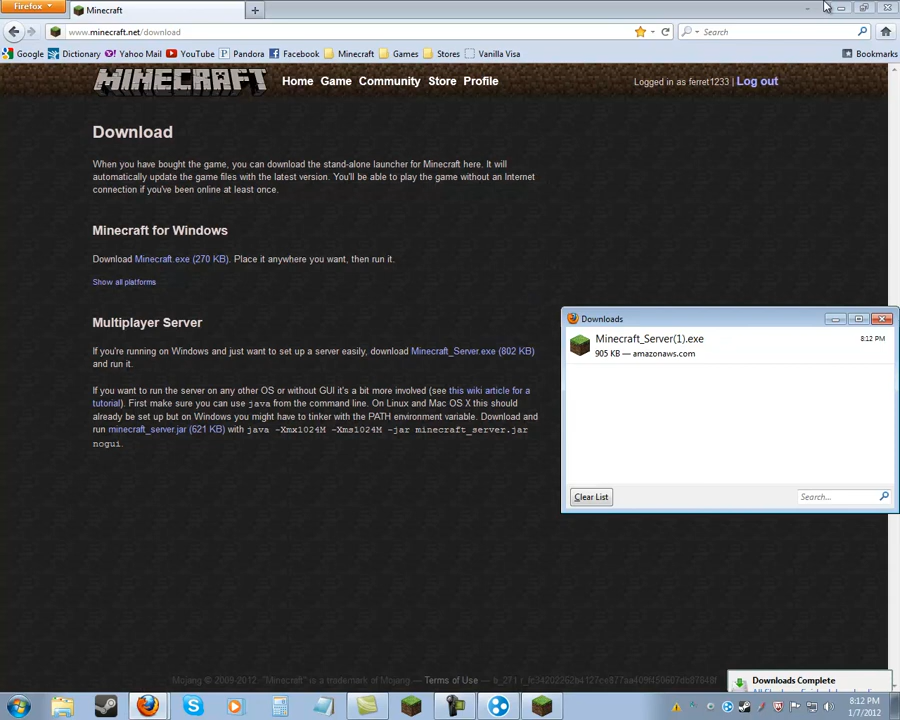 Firefox
Minecraft
www.minecraft.net/download
Search
Google Dictionary Yahoo Mail YouTube Pandora Facebook Minecraft Games Stores Vanilla Visa Bookmarks
MINECRAFT
Home Game Community Store Profile
Logged in as ferret1233 | Log out
Download
When you have bought the game, you can download the stand-alone launcher for Minecraft here. It will
automatically update the game files with the latest version. You'll be able to play the game without an Internet
connection if you've been online at least once.
Minecraft for Windows
Download Minecraft.exe (270 KB). Place it anywhere you want, then run it.
Show all platforms
Multiplayer Server
If you're running on Windows and just want to set up a server easily, download Minecraft_Server.exe (802 KB)
and run it.
If you want to run the server on any other OS or without GUI it's a bit more involved (see this wiki article for a
tutorial). First make sure you can use java from the command line. On Linux and Mac OS X this should
already be set up but on Windows you might have to tinker with the PATH environment variable. Download and
run minecraft_server.jar (621 KB) with java -Xmx1024M -Xms1024M -jar minecraft_server.jar
nogui.
Downloads
Minecraft_Server(1).exe 8:12 PM
905 KB — amazonaws.com
Clear List
Search...
Mojang © 2009-2012. "Minecraft" is a trademark of Mojang — Terms of Use —
Downloads Complete
8:12 PM
1/7/2012